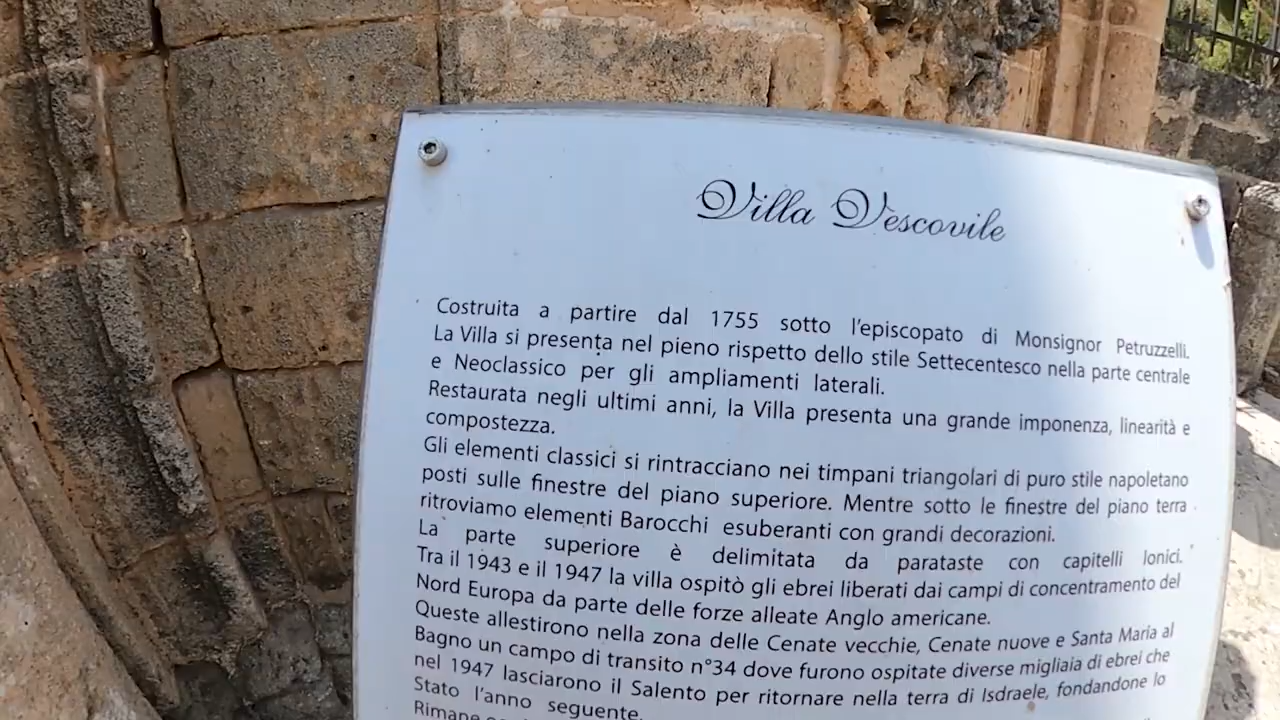 Villa Vescovile
Costruita a partire dal 1755 sotto l'episcopato di Monsignor Petruzzelli.
La Villa si presenta nel pieno rispetto dello stile Settecentesco nella parte centrale
e Neoclassico per gli ampliamenti laterali.
Restaurata negli ultimi anni, la Villa presenta una grande imponenza, linearità e
compostezza.
Gli elementi classici si rintracciano nei timpani triangolari di puro stile napoletano
posti sulle finestre del piano superiore. Mentre sotto le finestre del piano terra
ritroviamo elementi Barocchi esuberanti con grandi decorazioni.
La parte superiore è delimitata da parataste con capitelli Ionici.
Tra il 1943 e il 1947 la villa ospitò gli ebrei liberati dai campi di concentramento del
Nord Europa da parte delle forze alleate Anglo americane.
Queste allestirono nella zona delle Cenate vecchie, Cenate nuove e Santa Maria al
Bagno un campo di transito n°34 dove furono ospitate diverse migliaia di ebrei che
nel 1947 lasciarono il Salento per ritornare nella terra di Isdraele, fondandone lo
Stato l'anno seguente.
Rimane